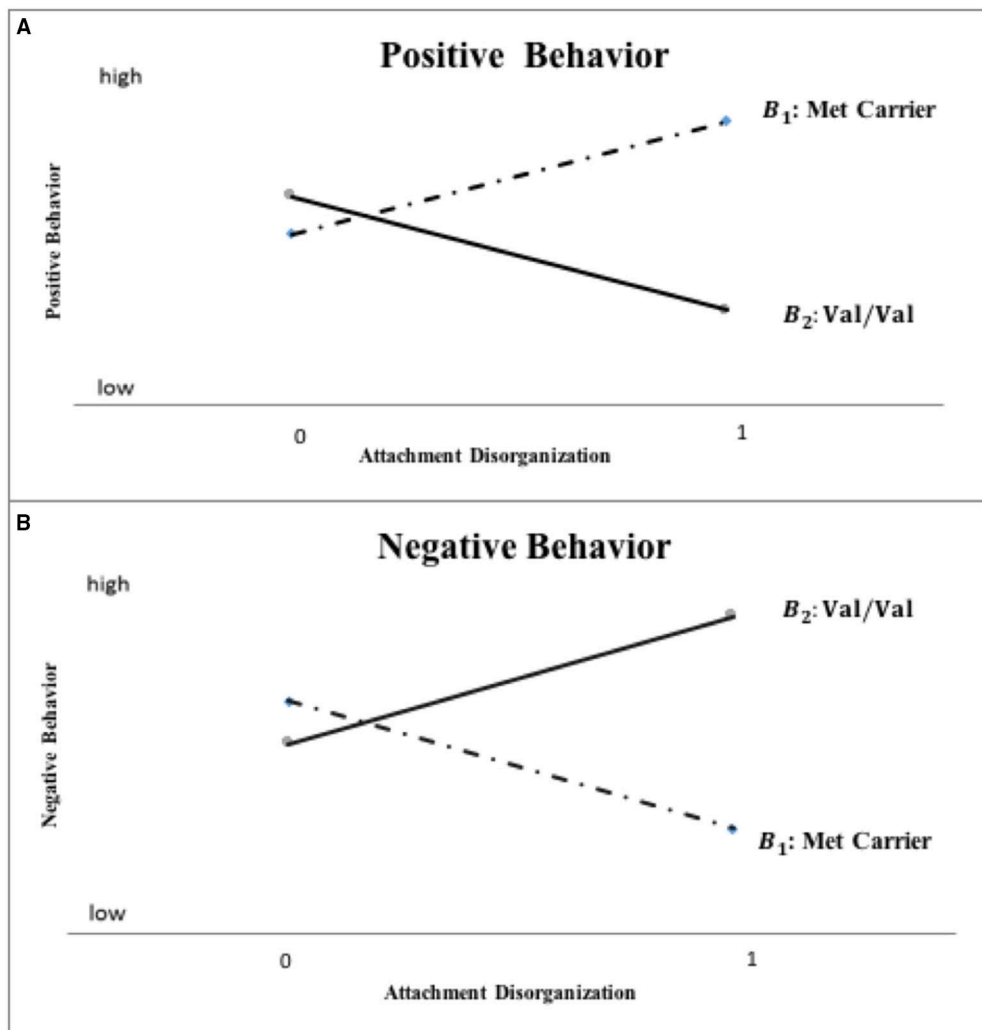 A
Positive Behavior
high
B₁: Met Carrier
Positive Behavior
B₂: Val/Val
low
0
1
Attachment Disorganization
B
Negative Behavior
high
B₂: Val/Val
Negative Behavior
B₁: Met Carrier
low
0
1
Attachment Disorganization